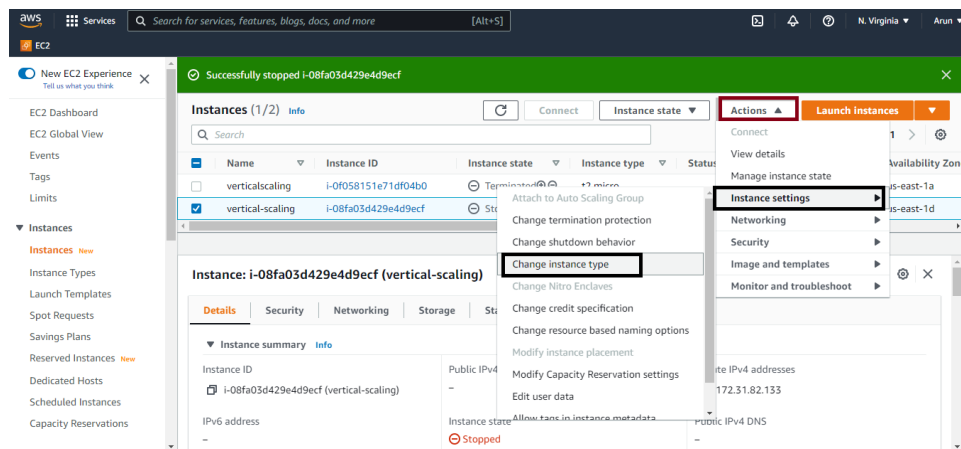 aws
Services
Search for services, features, blogs, docs, and more
[Alt+S]
N. Virginia
Arun
EC2
New EC2 Experience
Tell us what you think
EC2 Dashboard
EC2 Global View
Events
Tags
Limits
Instances
Instances New
Instance Types
Launch Templates
Spot Requests
Savings Plans
Reserved Instances New
Dedicated Hosts
Scheduled Instances
Capacity Reservations
Successfully stopped i-08fa03d429e4d9ecf
Instances (1/2) Info
Connect
Instance state
Actions
Launch instances
Search
1
Name
Instance ID
Instance state
Instance type
Status
Availability Zon
verticalscaling
i-0f058151e71df04b0
Terminated
t2.micro
us-east-1a
vertical-scaling
i-08fa03d429e4d9ecf
us-east-1d
Connect
View details
Manage instance state
Instance settings
Networking
Security
Image and templates
Monitor and troubleshoot
Attach to Auto Scaling Group
Change termination protection
Change shutdown behavior
Change instance type
Change Nitro Enclaves
Change credit specification
Change resource based naming options
Modify instance placement
Modify Capacity Reservation settings
Edit user data
Allow tags in instance metadata
Instance: i-08fa03d429e4d9ecf (vertical-scaling)
Details
Security
Networking
Storage
Instance summary Info
Instance ID
i-08fa03d429e4d9ecf (vertical-scaling)
Public IPv4
–
IPv4 addresses
172.31.82.133
IPv6 address
–
Instance state
Stopped
Public IPv4 DNS
–